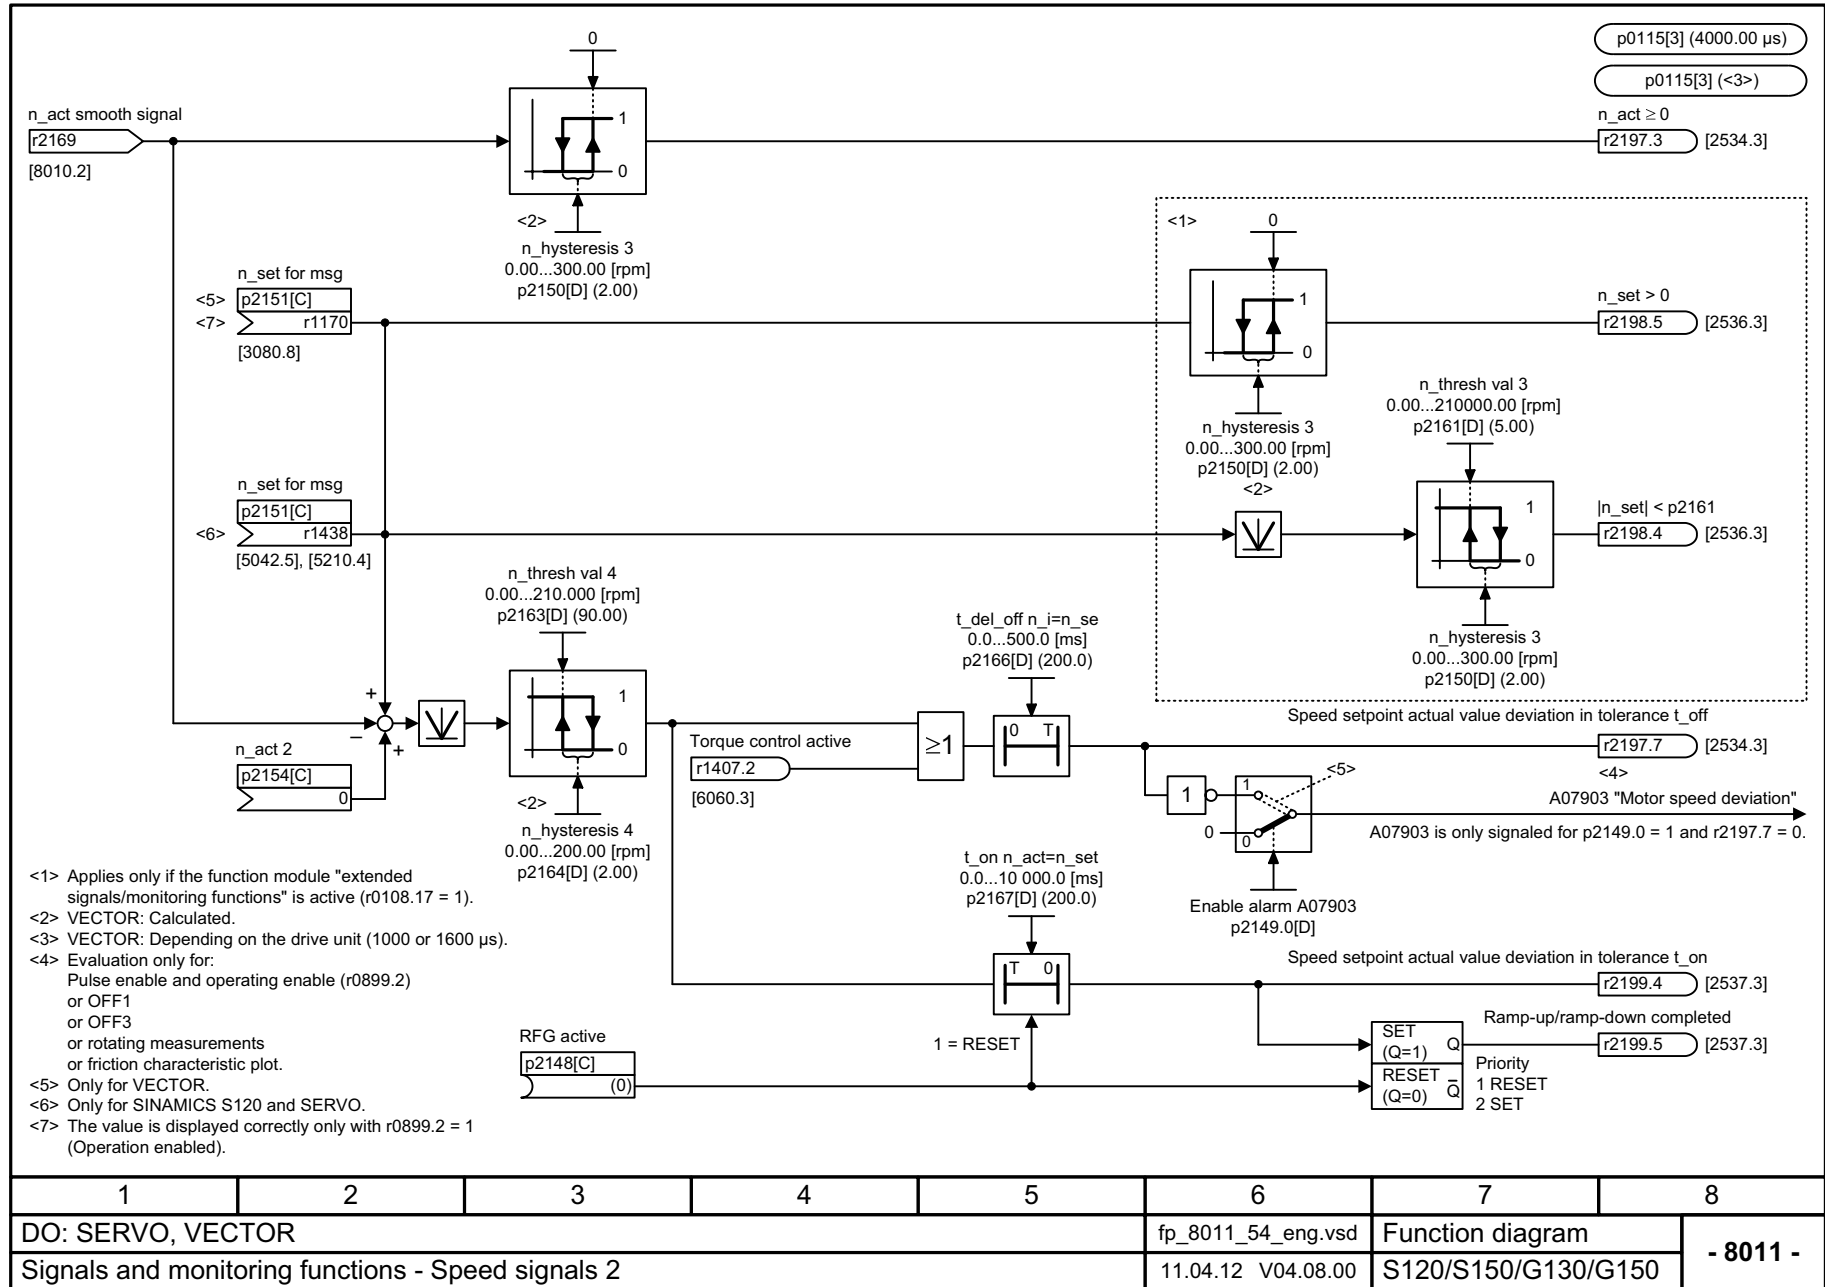 p0115[3] (4000.00 µs)
p0115[3] (<3>)
0
n_act smooth signal
r2169
[8010.2]
1
0
<2>
n_hysteresis 3
0.00...300.00 [rpm]
p2150[D] (2.00)
n_act ≥ 0
r2197.3
[2534.3]
n_set for msg
<5>
p2151[C]
<7>
r1170
[3080.8]
<1>
0
1
0
n_hysteresis 3
0.00...300.00 [rpm]
p2150[D] (2.00)
<2>
n_set > 0
r2198.5
[2536.3]
n_thresh val 3
0.00...210000.00 [rpm]
p2161[D] (5.00)
n_set for msg
p2151[C]
<6>
r1438
[5042.5], [5210.4]
1
0
n_hysteresis 3
0.00...300.00 [rpm]
p2150[D] (2.00)
|n_set| < p2161
r2198.4
[2536.3]
n_thresh val 4
0.00...210.000 [rpm]
p2163[D] (90.00)
+
–
+
n_act 2
p2154[C]
0
1
0
<2>
n_hysteresis 4
0.00...200.00 [rpm]
p2164[D] (2.00)
Torque control active
r1407.2
[6060.3]
≥1
t_del_off n_i=n_se
0.0...500.0 [ms]
p2166[D] (200.0)
0 T
Speed setpoint actual value deviation in tolerance t_off
r2197.7
[2534.3]
<4>
1
1
0
0
<5>
A07903 "Motor speed deviation"
A07903 is only signaled for p2149.0 = 1 and r2197.7 = 0.
Enable alarm A07903
p2149.0[D]
t_on n_act=n_set
0.0...10 000.0 [ms]
p2167[D] (200.0)
T 0
1 = RESET
Speed setpoint actual value deviation in tolerance t_on
r2199.4
[2537.3]
RFG active
p2148[C]
(0)
SET
(Q=1)
Q
RESET
(Q=0)
Q̅
Ramp-up/ramp-down completed
r2199.5
[2537.3]
Priority
1 RESET
2 SET
<1> Applies only if the function module "extended
signals/monitoring functions" is active (r0108.17 = 1).
<2> VECTOR: Calculated.
<3> VECTOR: Depending on the drive unit (1000 or 1600 µs).
<4> Evaluation only for:
Pulse enable and operating enable (r0899.2)
or OFF1
or OFF3
or rotating measurements
or friction characteristic plot.
<5> Only for VECTOR.
<6> Only for SINAMICS S120 and SERVO.
<7> The value is displayed correctly only with r0899.2 = 1
(Operation enabled).
1 2 3 4 5 6 7 8
DO: SERVO, VECTOR
fp_8011_54_eng.vsd
Function diagram
- 8011 -
Signals and monitoring functions - Speed signals 2
11.04.12 V04.08.00
S120/S150/G130/G150